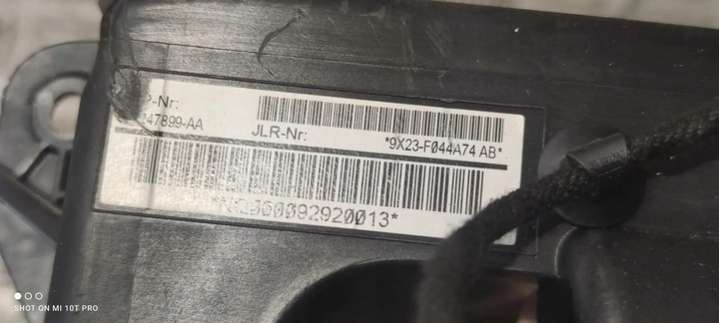 P-Nr:
47899-AA
JLR-Nr:
*9X23-F044A74 AB*
SHOT ON MI 10T PRO